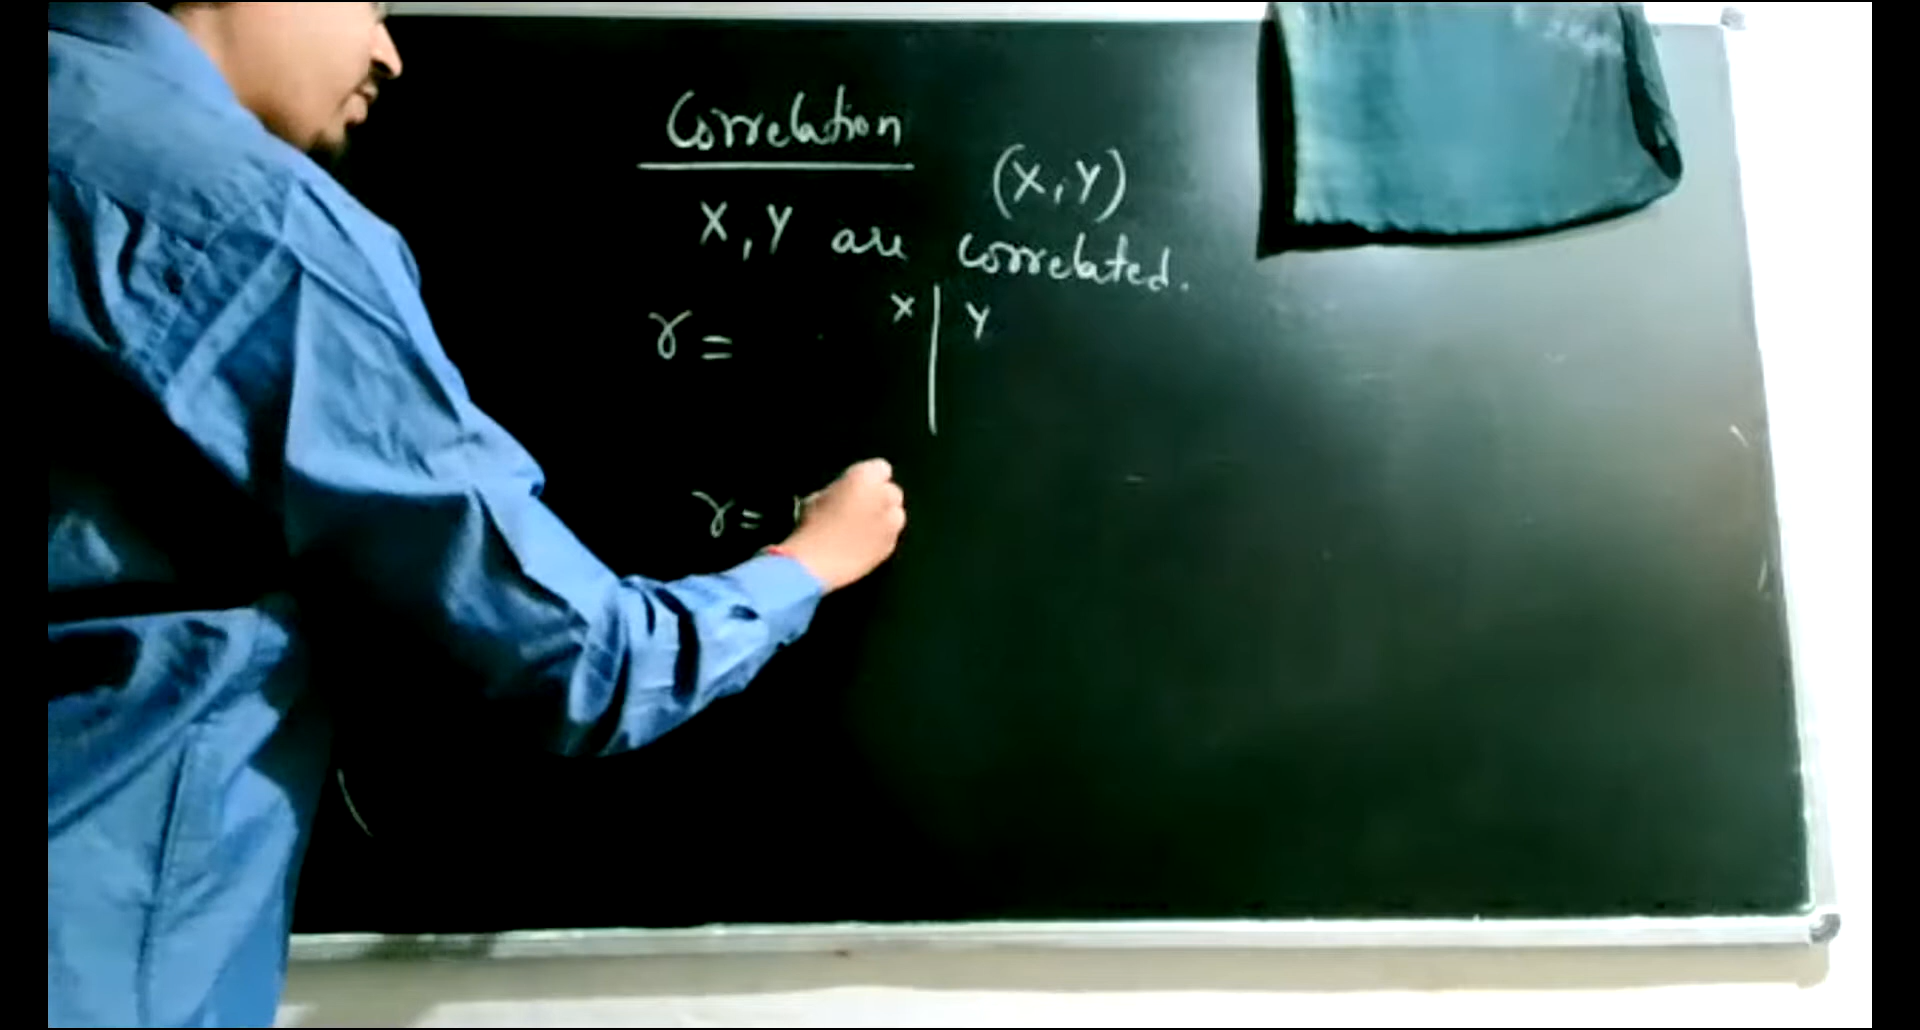 Correlation
(X, Y)
X, Y are correlated.
X | Y
r =
r =